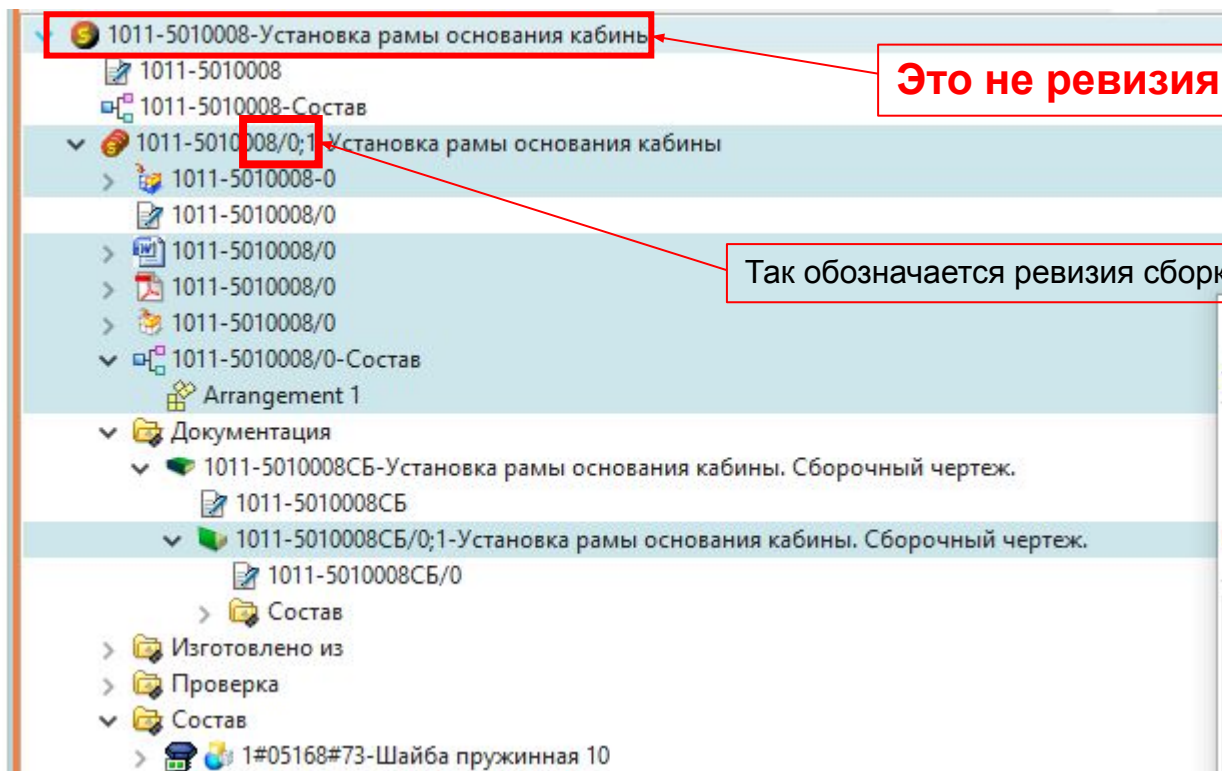 1011-5010008-Установка рамы основания кабины
Это не ревизия
1011-5010008
1011-5010008-Состав
1011-5010008/0;1-Установка рамы основания кабины
1011-5010008-0
1011-5010008/0
1011-5010008/0
Так обозначается ревизия сборк
1011-5010008/0
1011-5010008/0
1011-5010008/0-Состав
Arrangement 1
Документация
1011-5010008СБ-Установка рамы основания кабины. Сборочный чертеж.
1011-5010008СБ
1011-5010008СБ/0;1-Установка рамы основания кабины. Сборочный чертеж.
1011-5010008СБ/0
Состав
Изготовлено из
Проверка
Состав
1#05168#73-Шайба пружинная 10